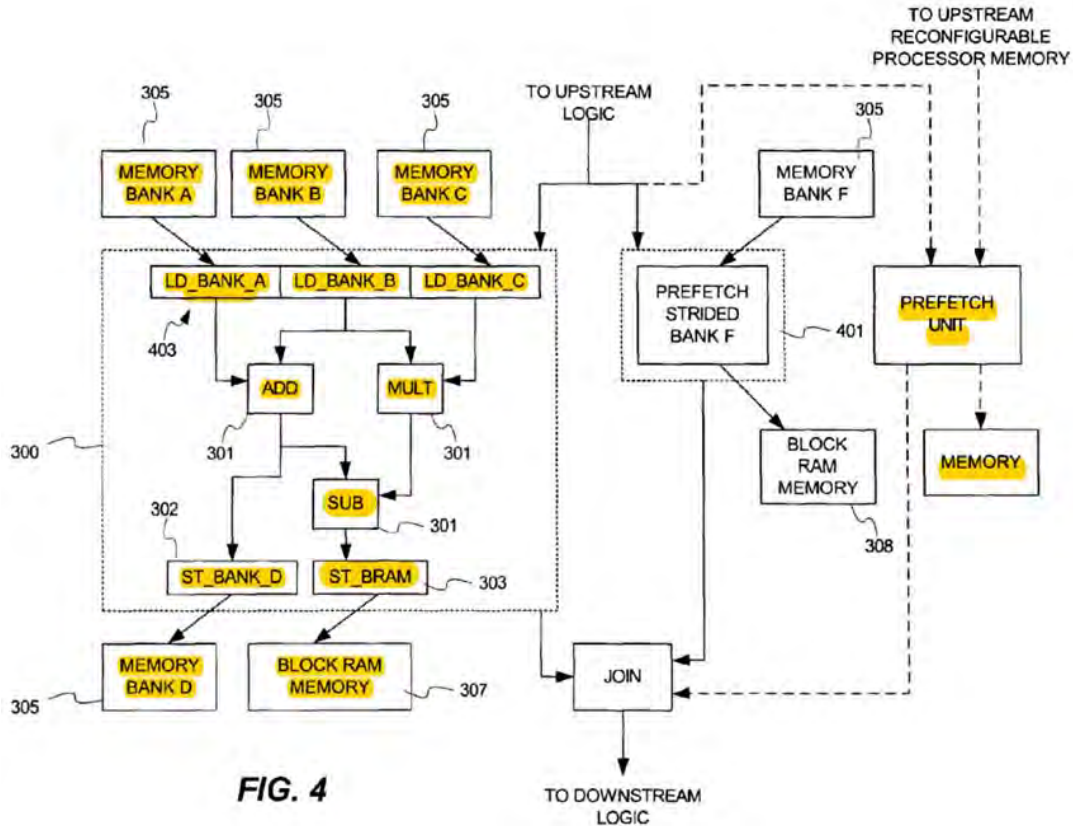 TO UPSTREAM
RECONFIGURABLE
PROCESSOR MEMORY
TO UPSTREAM
LOGIC
305
305
305
305
MEMORY
BANK A
MEMORY
BANK B
MEMORY
BANK C
MEMORY
BANK F
LD_BANK_A
LD_BANK_B
LD_BANK_C
PREFETCH
STRIDED
BANK F
PREFETCH
UNIT
403
401
ADD
MULT
301
301
300
SUB
301
BLOCK
RAM
MEMORY
MEMORY
308
302
ST_BANK_D
ST_BRAM
303
MEMORY
BANK D
BLOCK RAM
MEMORY
305
307
JOIN
FIG. 4
TO DOWNSTREAM
LOGIC